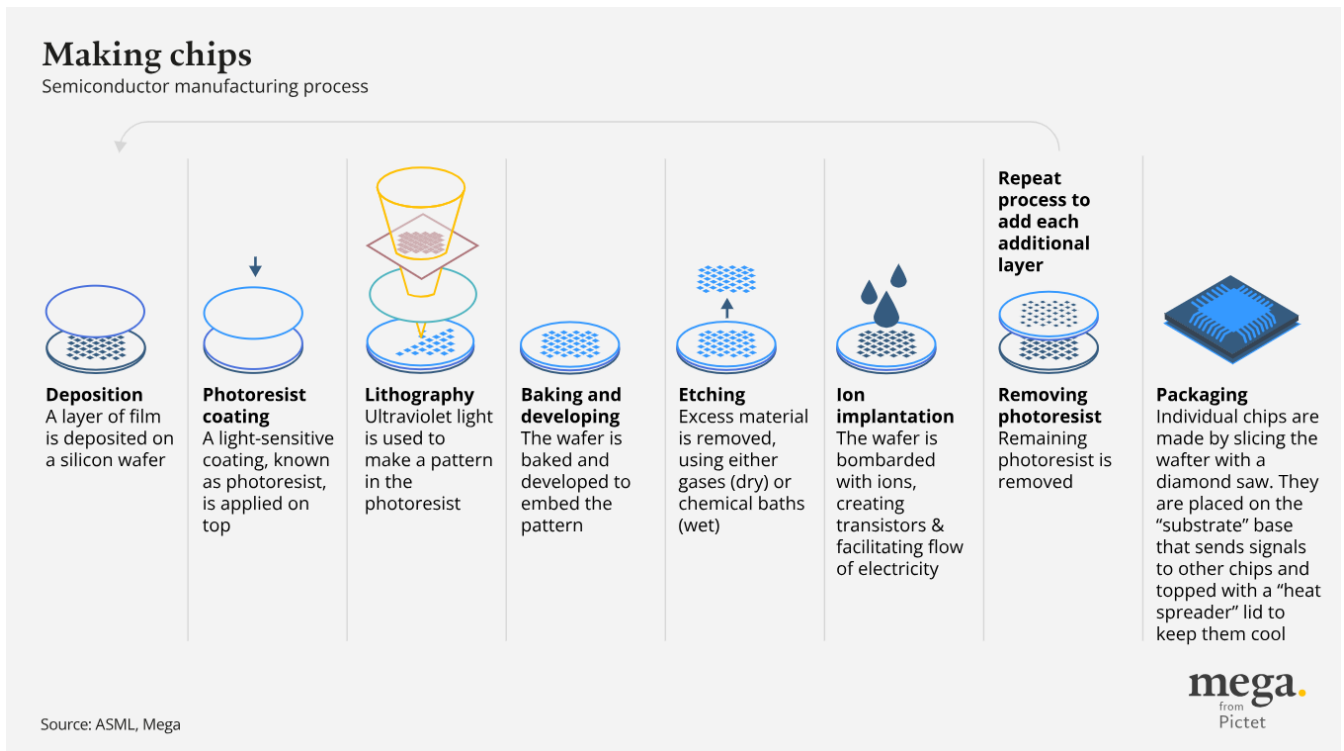 Making chips
Semiconductor manufacturing process
Deposition
A layer of film
is deposited on
a silicon wafer
Photoresist
coating
A light-sensitive
coating, known
as photoresist,
is applied on
top
Lithography
Ultraviolet light
is used to
make a pattern
in the
photoresist
Baking and
developing
The wafer is
baked and
developed to
embed the
pattern
Etching
Excess material
is removed,
using either
gases (dry) or
chemical baths
(wet)
Ion
implantation
The wafer is
bombarded
with ions,
creating
transistors &
facilitating flow
of electricity
Repeat
process to
add each
additional
layer
Removing
photoresist
Remaining
photoresist is
removed
Packaging
Individual chips are
made by slicing the
wafter with a
diamond saw. They
are placed on the
“substrate” base
that sends signals
to other chips and
topped with a “heat
spreader” lid to
keep them cool
Source: ASML, Mega
mega.
from
Pictet